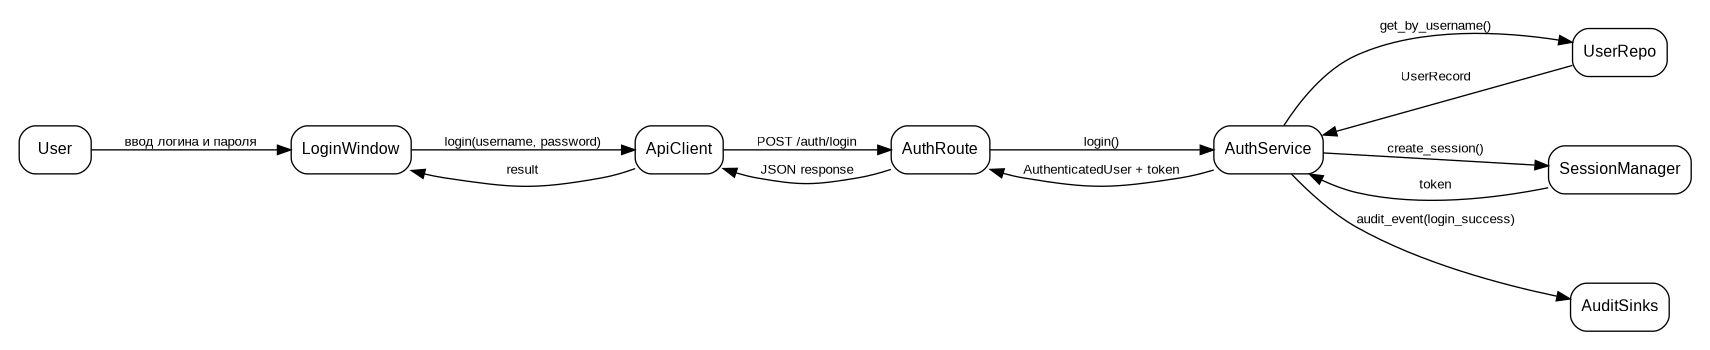 get_by_username()
UserRepo
UserRecord
User
ввод логина и пароля
LoginWindow
login(username, password)
result
ApiClient
POST /auth/login
JSON response
AuthRoute
login()
AuthenticatedUser + token
AuthService
create_session()
SessionManager
token
audit_event(login_success)
AuditSinks